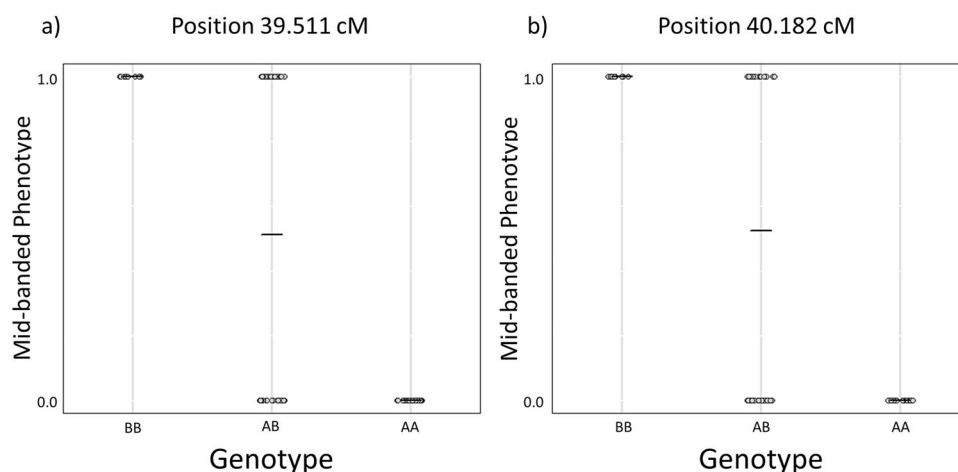 a)
Position 39.511 cM
Mid-banded Phenotype
1.0
0.0
BB
AB
AA
Genotype
b)
Position 40.182 cM
Mid-banded Phenotype
1.0
0.0
BB
AB
AA
Genotype